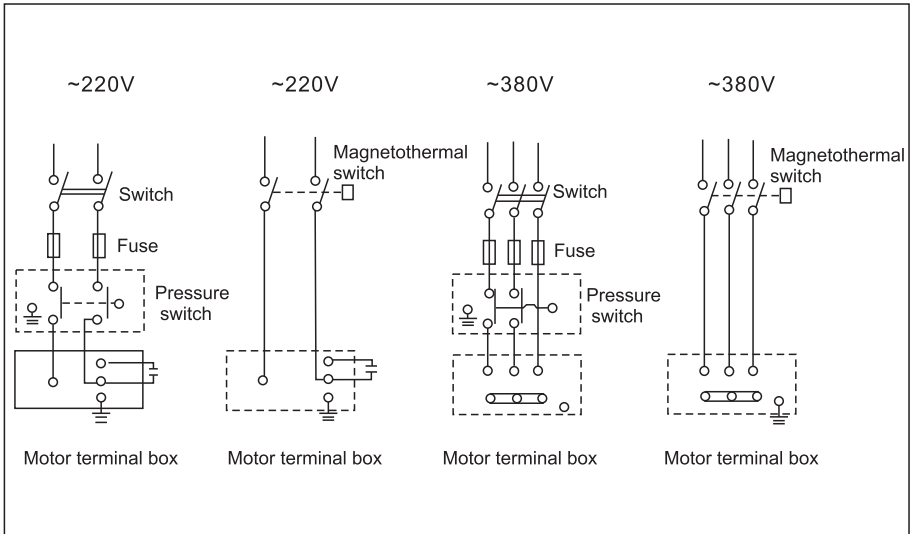 ~220V
~220V
~380V
~380V
Switch
Fuse
Pressure
switch
Motor terminal box
Magnetothermal
switch
Motor terminal box
Switch
Fuse
Pressure
switch
Motor terminal box
Magnetothermal
switch
Motor terminal box